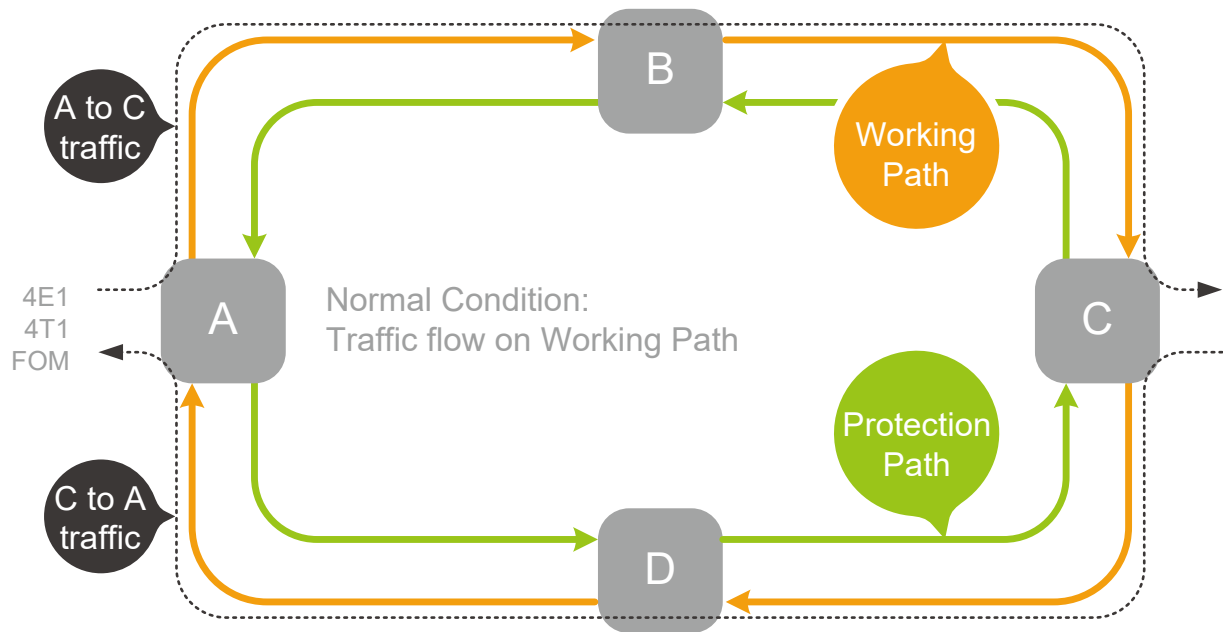 B
A to C
traffic
Working
Path
4E1
4T1
FOM
A
Normal Condition:
Traffic flow on Working Path
C
Protection
Path
C to A
traffic
D